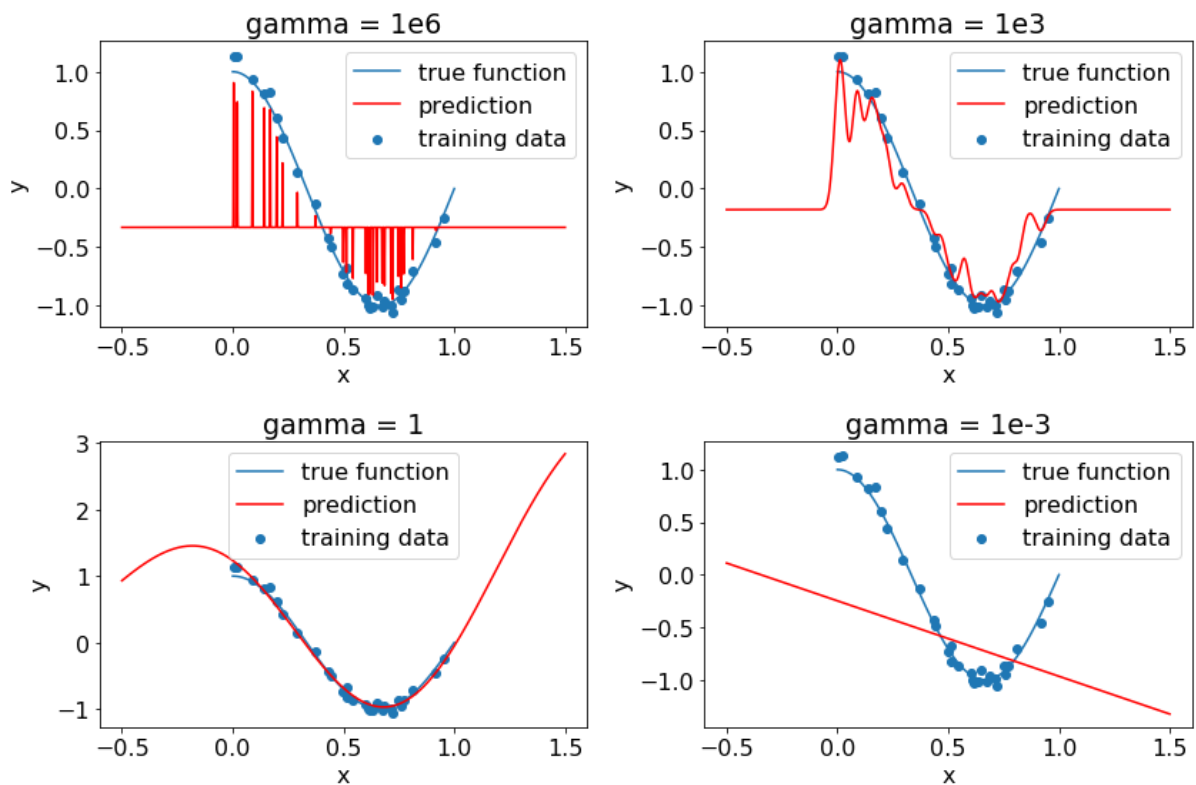 gamma = 1e6
true function
prediction
training data
y
1.0
0.5
0.0
−0.5
−1.0
−0.5
0.0
0.5
1.0
1.5
x
gamma = 1e3
true function
prediction
training data
y
1.0
0.5
0.0
−0.5
−1.0
−0.5
0.0
0.5
1.0
1.5
x
gamma = 1
true function
prediction
training data
y
3
2
1
0
−1
−0.5
0.0
0.5
1.0
1.5
x
gamma = 1e-3
true function
prediction
training data
y
1.0
0.5
0.0
−0.5
−1.0
−0.5
0.0
0.5
1.0
1.5
x